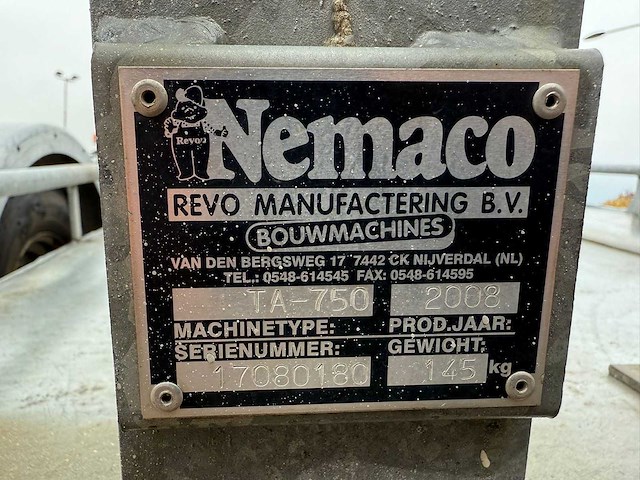 Revo
Nemaco
REVO MANUFACTERING B.V.
BOUWMACHINES
VAN DEN BERGSWEG 17 7442 CK NIJVERDAL (NL)
TEL.: 0548-614545 FAX: 0548-614595
TA-750 2008
MACHINETYPE: PROD.JAAR:
SERIENUMMER: GEWICHT:
17080180 145 kg